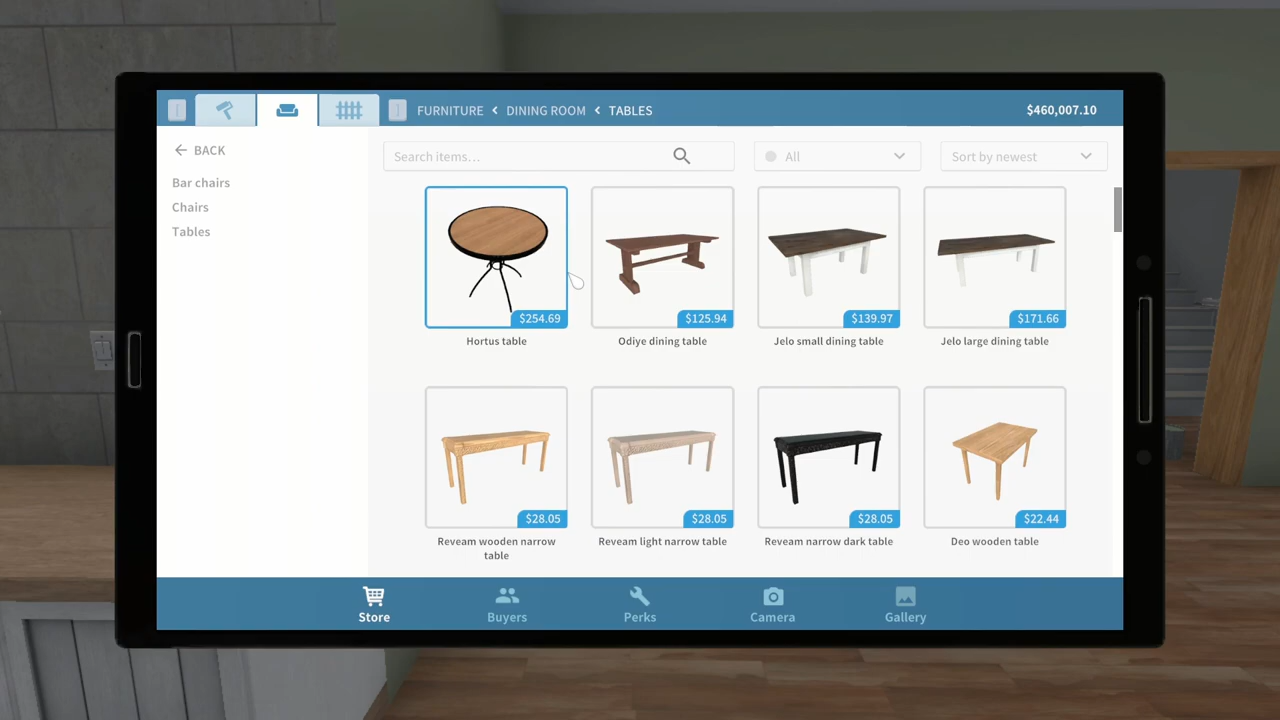 FURNITURE < DINING ROOM < TABLES
$460,007.10
BACK
Bar chairs
Chairs
Tables
Search items...
All
Sort by newest
$254.69
$125.94
$139.97
$171.66
Hortus table
Odiye dining table
Jelo small dining table
Jelo large dining table
$28.05
$28.05
$28.05
$22.44
Reveam wooden narrow
table
Reveam light narrow table
Reveam narrow dark table
Deo wooden table
Store
Buyers
Perks
Camera
Gallery